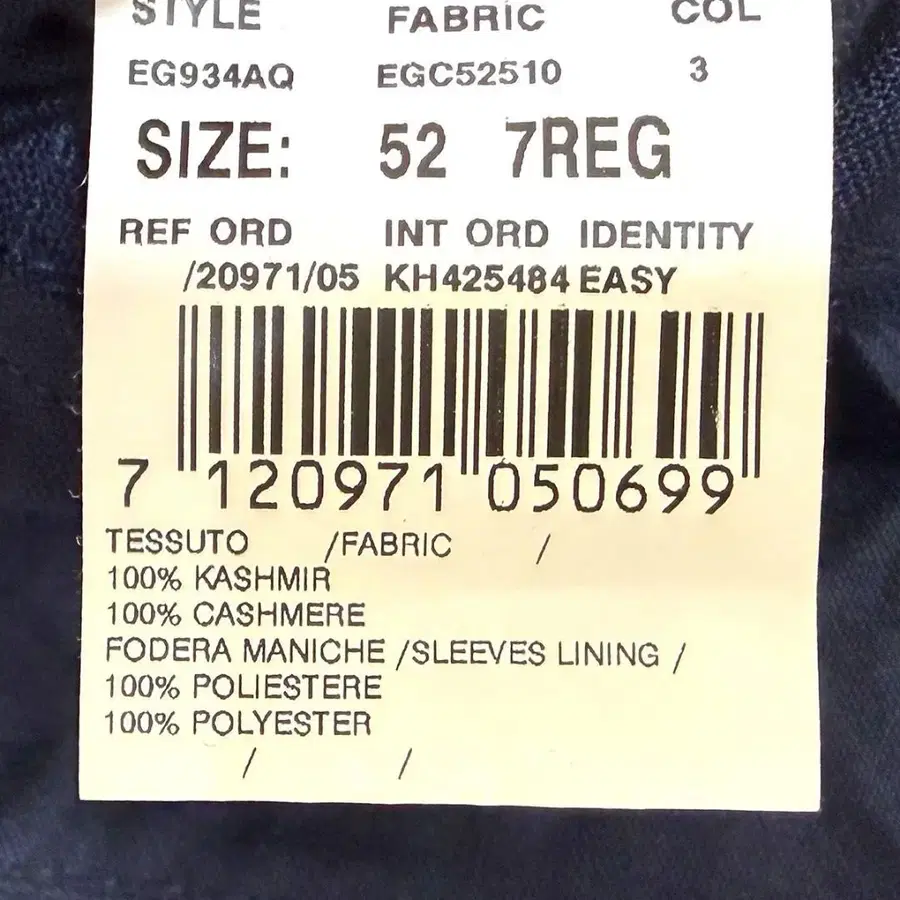 STYLE FABRIC COL
EG934AQ EGC52510 3
SIZE: 52 7REG
REF ORD INT ORD IDENTITY
/20971/05 KH425484 EASY
7 120971 050699
TESSUTO /FABRIC /
100% KASHMIR
100% CASHMERE
FODERA MANICHE /SLEEVES LINING /
100% POLIESTERE
100% POLYESTER
/ /